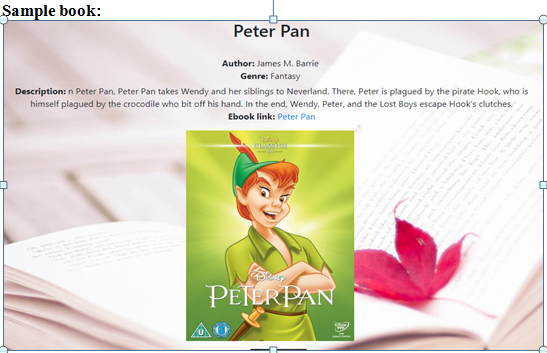 Sample book:
Peter Pan
Author: James M. Barrie
Genre: Fantasy
Description: n Peter Pan, Peter Pan takes Wendy and her siblings to Neverland. There, Peter is plagued by the pirate Hook, who is
himself plagued by the crocodile who bit off his hand. In the end, Wendy, Peter, and the Lost Boys escape Hook's clutches.
Ebook link: Peter Pan
Disney
CLASSICS
Disney
PETER PAN
U
Disney
DVD